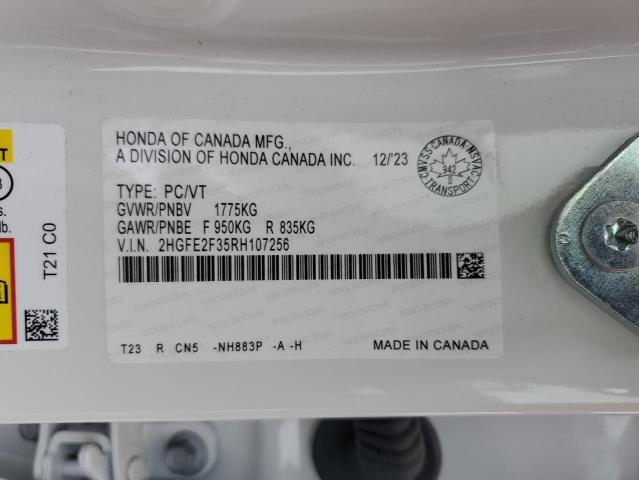 HONDA OF CANADA MFG.,
A DIVISION OF HONDA CANADA INC. 12/'23
CMVSS CANADA NSVAC
942
TRANSPORT
TYPE: PC/VT
GVWR/PNBV 1775KG
GAWR/PNBE F 950KG R 835KG
V.I.N. 2HGFE2F35RH107256
T23 R CN5 -NH883P -A -H MADE IN CANADA
T21 C0